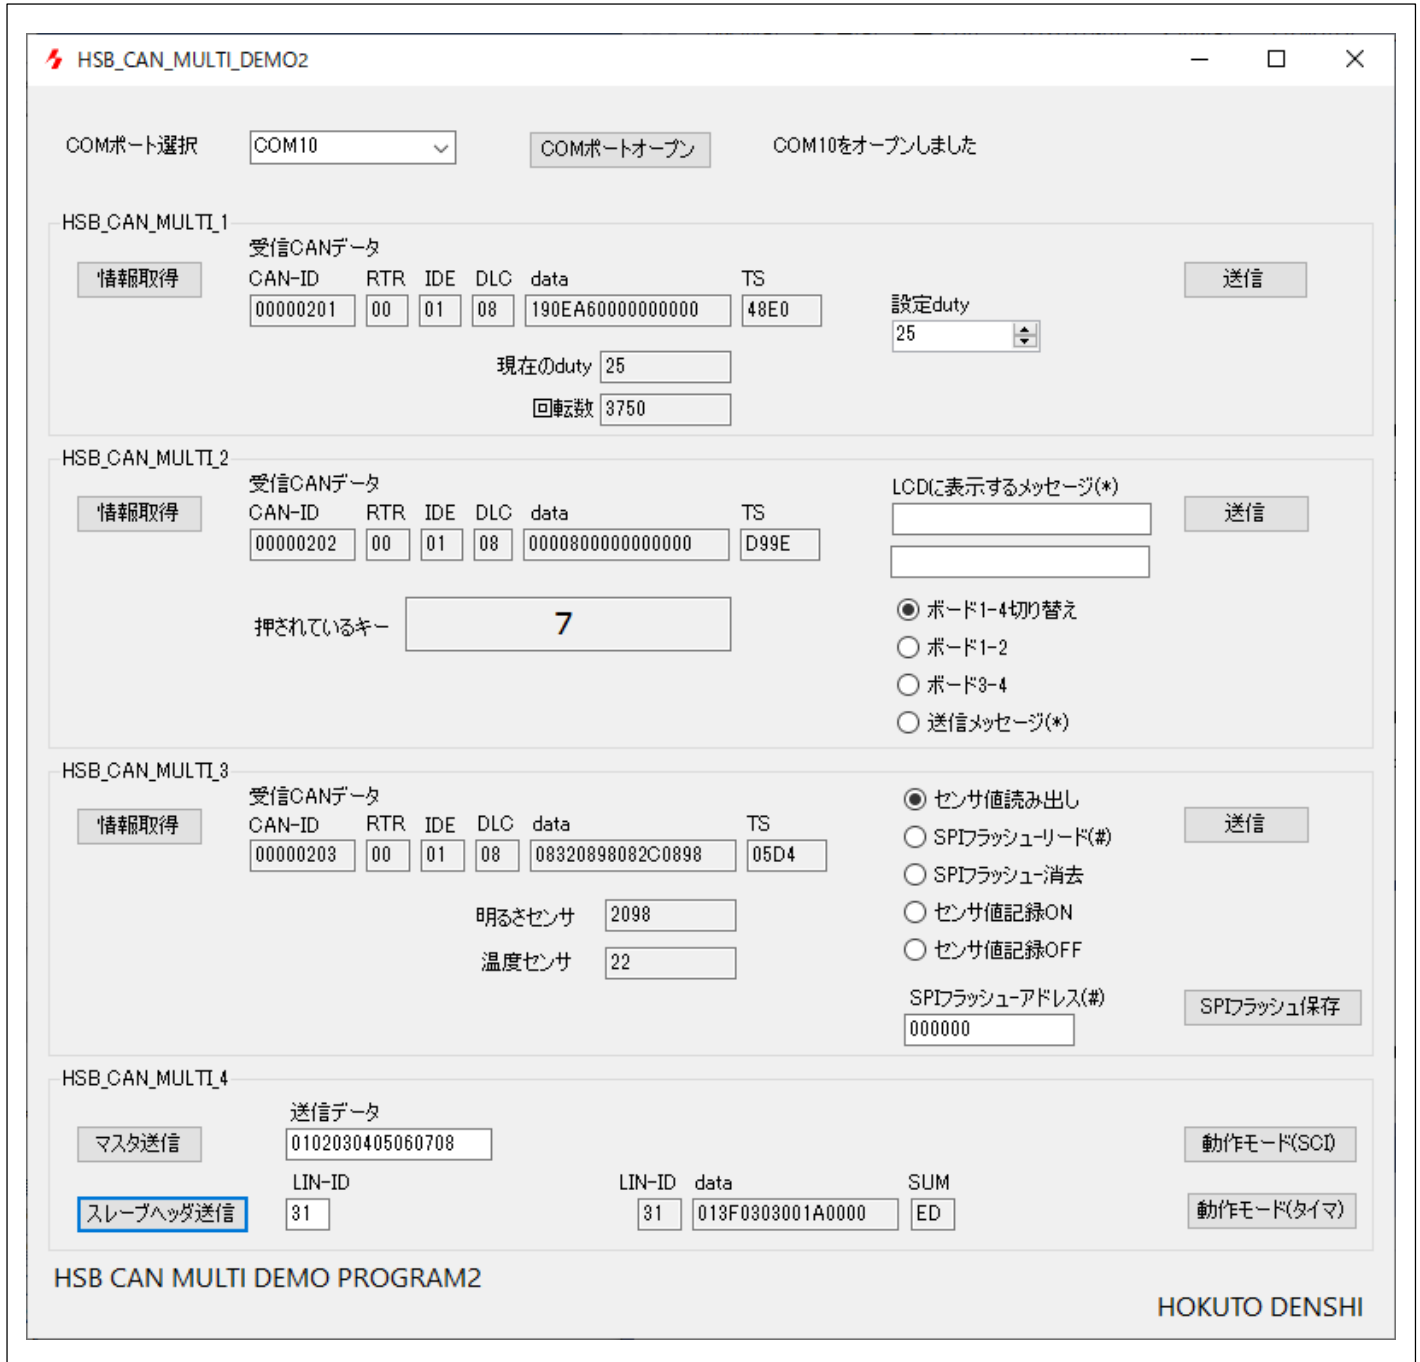 HSB_CAN_MULTI_DEMO2
COMポート選択 COM10 COMポートオープン COM10をオープンしました
HSB_CAN_MULTI_1
受信CANデータ
情報取得 CAN-ID RTR IDE DLC data TS 送信
00000201 00 01 08 190EA60000000000 48E0 設定duty
25
現在のduty 25
回転数 3750
HSB_CAN_MULTI_2
受信CANデータ LCDに表示するメッセージ(*)
情報取得 CAN-ID RTR IDE DLC data TS 送信
00000202 00 01 08 0000800000000000 D99E
押されているキー 7
ボード1-4切り替え
ボード1-2
ボード3-4
送信メッセージ(*)
HSB_CAN_MULTI_3
受信CANデータ センサ値読み出し
情報取得 CAN-ID RTR IDE DLC data TS SPIフラッシューリード(#) 送信
00000203 00 01 08 08320898082C0898 05D4 SPIフラッシュー消去
明るさセンサ 2098 センサ値記録ON
温度センサ 22 センサ値記録OFF
SPIフラッシューアドレス(#)
000000 SPIフラッシュ保存
HSB_CAN_MULTI_4
送信データ
マスタ送信 0102030405060708 動作モード(SCI)
LIN-ID LIN-ID data SUM
スレーブヘッダ送信 31 31 013F0303001A0000 ED 動作モード(タイマ)
HSB CAN MULTI DEMO PROGRAM2
HOKUTO DENSHI